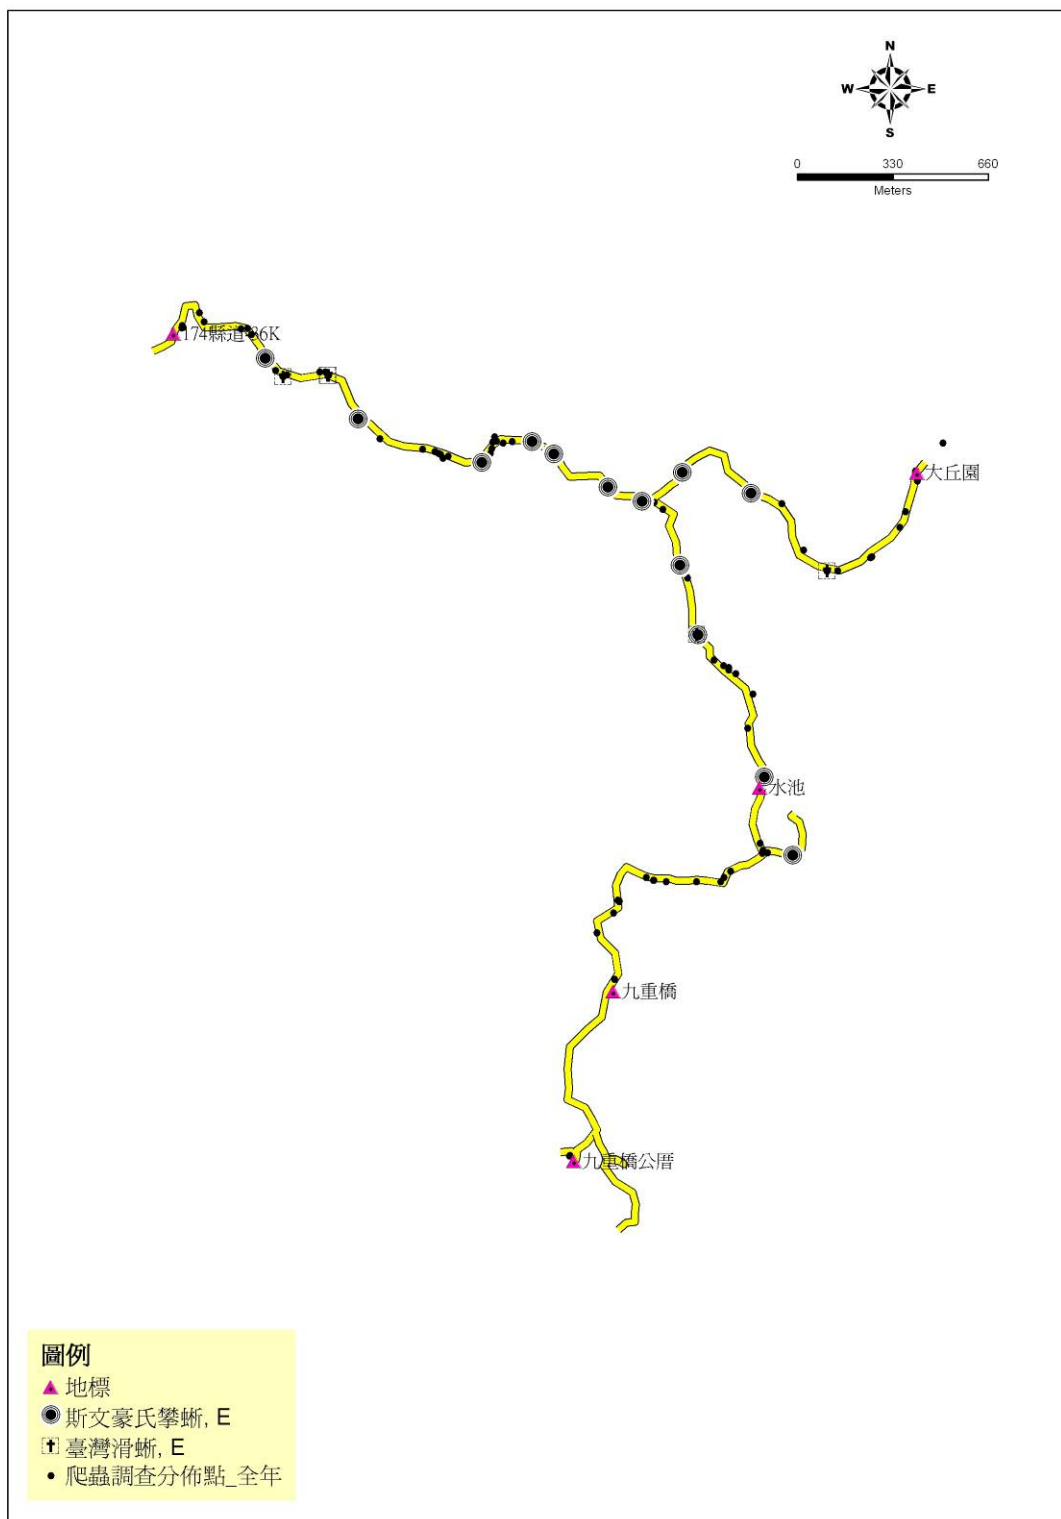 N
W E
S
0 330 660
Meters
174縣道-36K
大丘園
水池
九重橋
九重橋公厝
圖例
地標
斯文豪氏攀蜥, E
臺灣滑蜥, E
爬蟲調查分佈點_全年